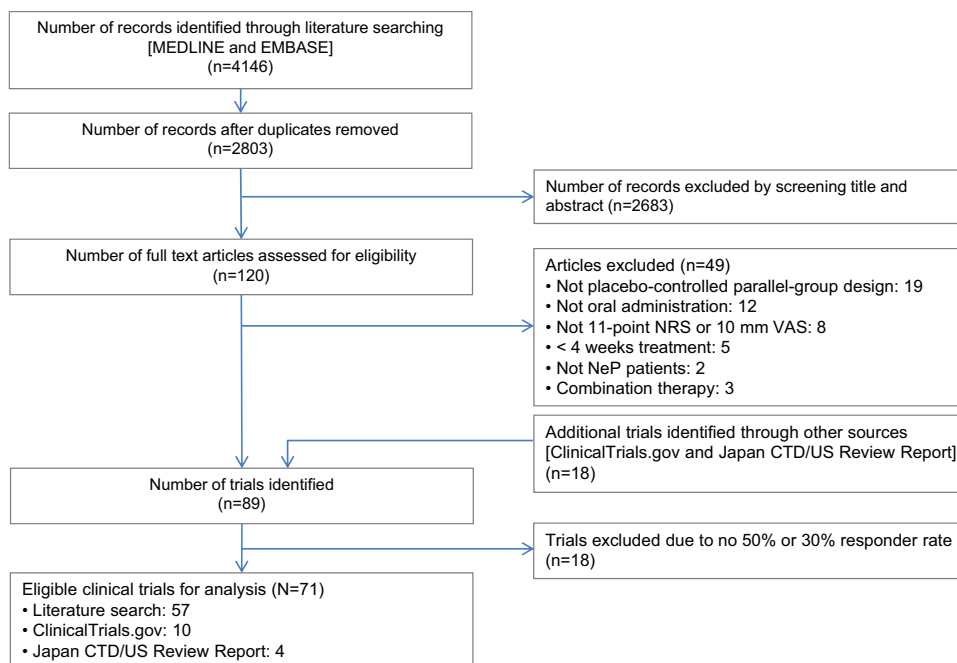 Number of records identified through literature searching
[MEDLINE and EMBASE]
(n=4146)
Number of records after duplicates removed
(n=2803)
Number of records excluded by screening title and
abstract (n=2683)
Number of full text articles assessed for eligibility
(n=120)
Articles excluded (n=49)
• Not placebo-controlled parallel-group design: 19
• Not oral administration: 12
• Not 11-point NRS or 10 mm VAS: 8
• < 4 weeks treatment: 5
• Not NeP patients: 2
• Combination therapy: 3
Additional trials identified through other sources
[ClinicalTrials.gov and Japan CTD/US Review Report]
(n=18)
Number of trials identified
(n=89)
Trials excluded due to no 50% or 30% responder rate
(n=18)
Eligible clinical trials for analysis (N=71)
• Literature search: 57
• ClinicalTrials.gov: 10
• Japan CTD/US Review Report: 4